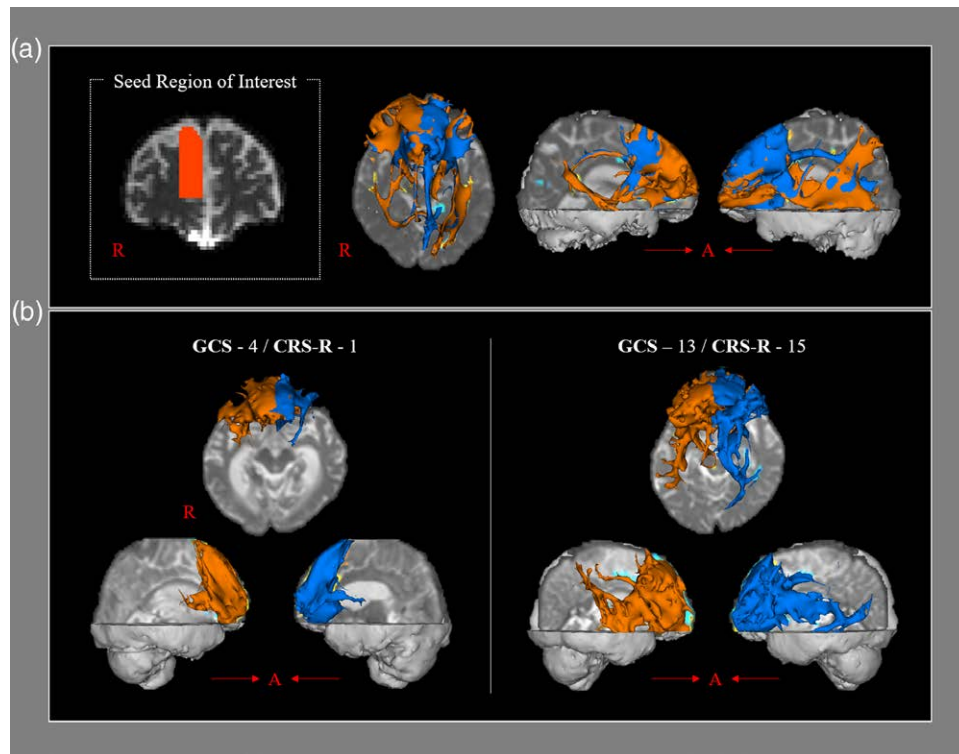 (a)
Seed Region of Interest
R
R
A
(b)
GCS - 4 / CRS-R - 1
GCS – 13 / CRS-R - 15
R
A
A